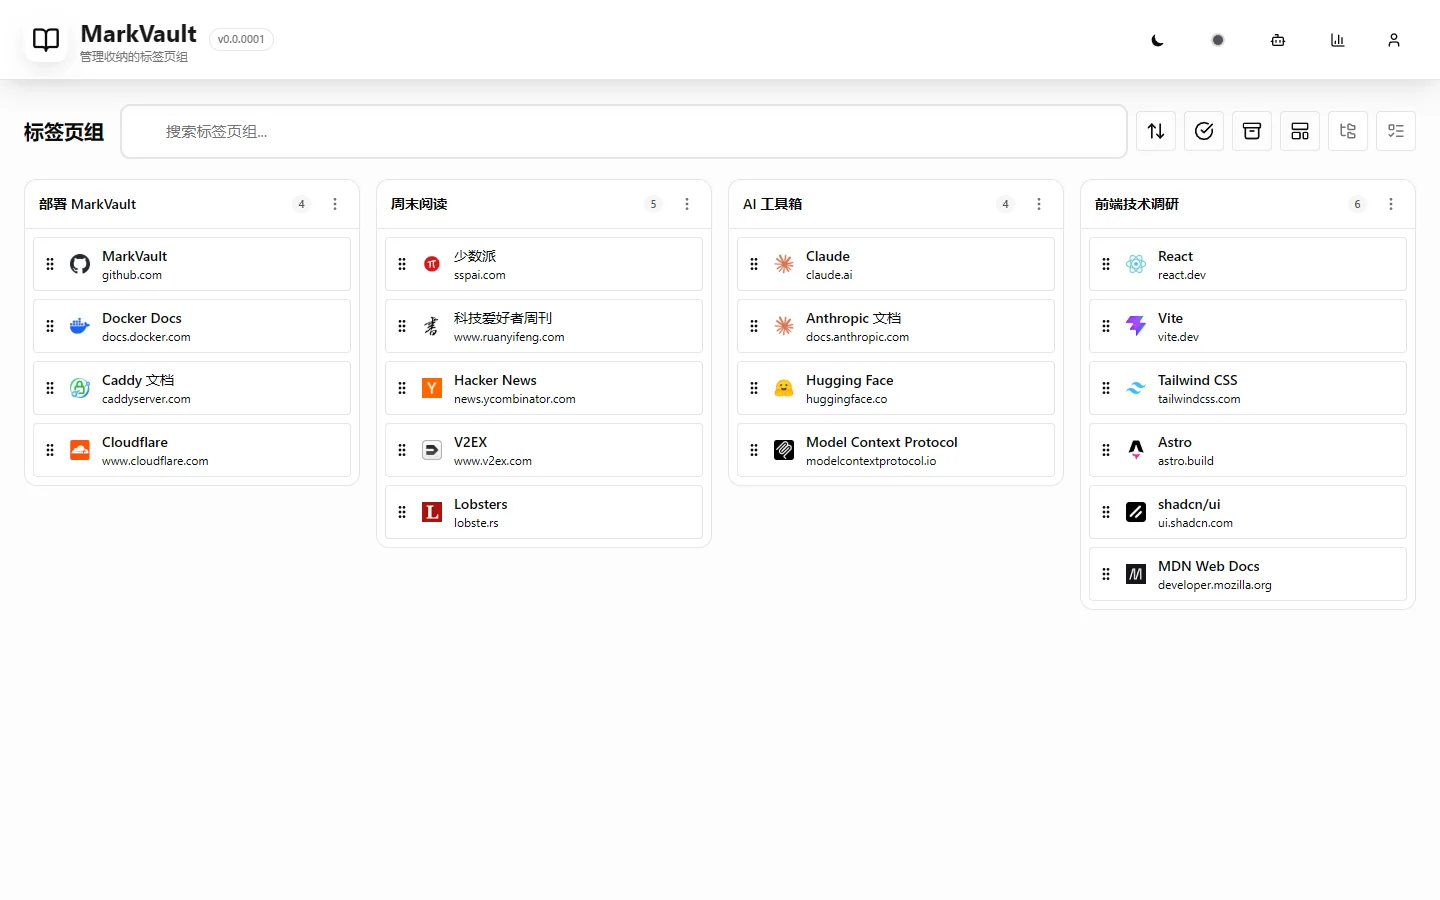 MarkVault
v0.0.0001
管理收纳的标签页组
标签页组
搜索标签页组...
部署 MarkVault
4
MarkVault
github.com
Docker Docs
docs.docker.com
Caddy 文档
caddyserver.com
Cloudflare
www.cloudflare.com
周末阅读
5
少数派
sspai.com
科技爱好者周刊
www.ruanyifeng.com
Hacker News
news.ycombinator.com
V2EX
www.v2ex.com
Lobsters
lobste.rs
AI 工具箱
4
Claude
claude.ai
Anthropic 文档
docs.anthropic.com
Hugging Face
huggingface.co
Model Context Protocol
modelcontextprotocol.io
前端技术调研
6
React
react.dev
Vite
vite.dev
Tailwind CSS
tailwindcss.com
Astro
astro.build
shadcn/ui
ui.shadcn.com
MDN Web Docs
developer.mozilla.org